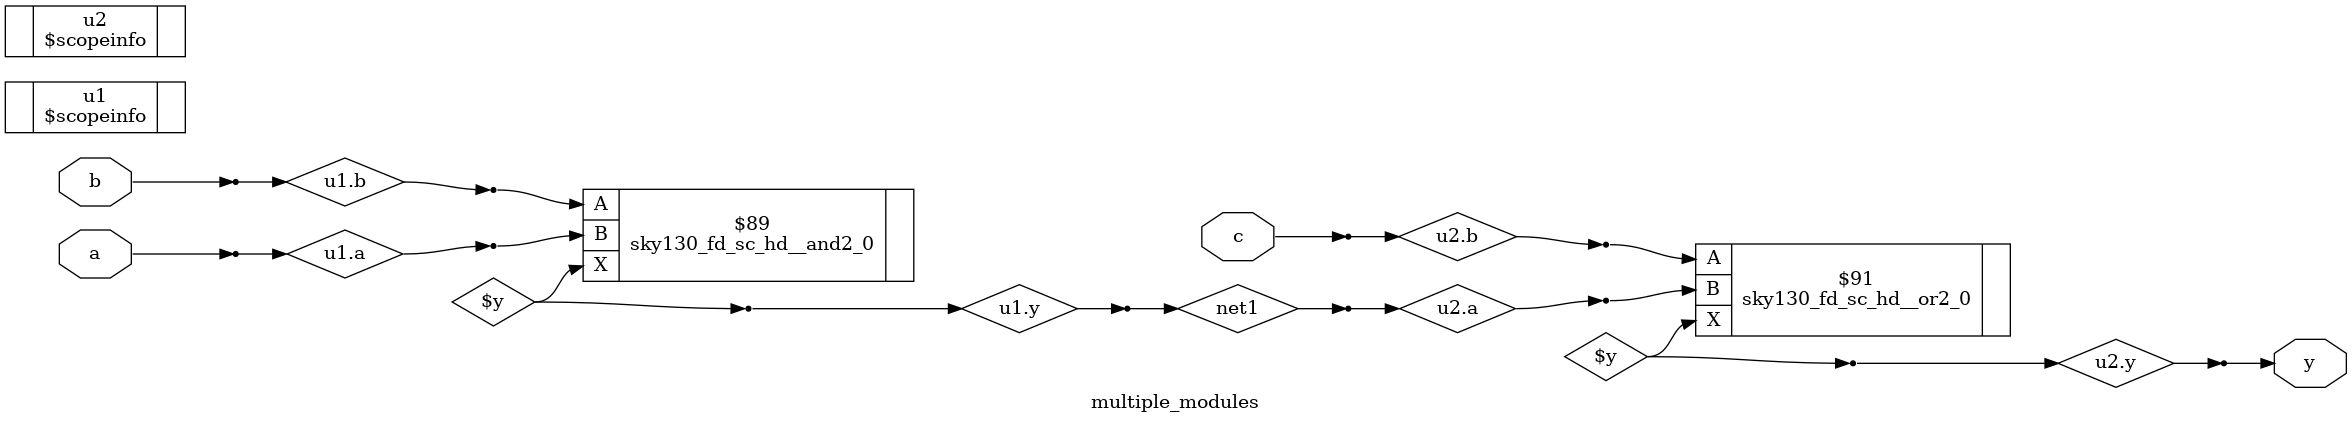 u2
$scopeinfo
u1
$scopeinfo
b
u1.b
a
u1.a
A
B
X
$89
sky130_fd_sc_hd__and2_0
$y
u1.y
net1
c
u2.b
u2.a
A
B
X
$91
sky130_fd_sc_hd__or2_0
$y
u2.y
y
multiple_modules